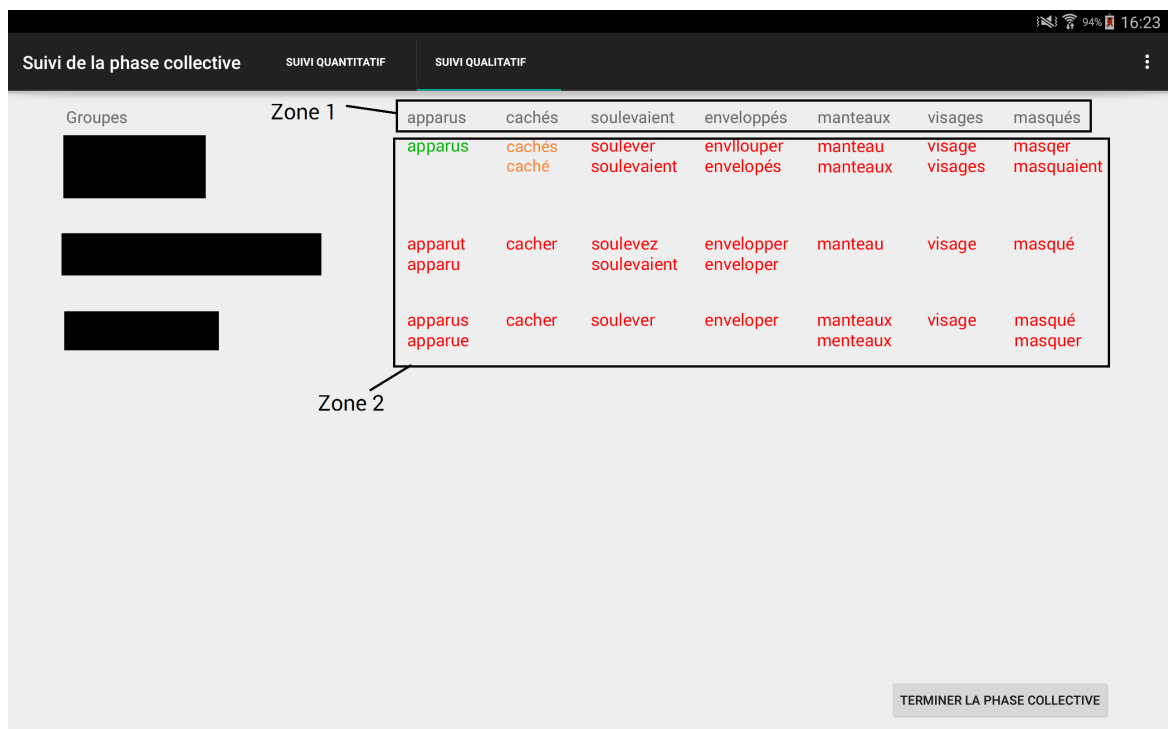 94% 16:23
Suivi de la phase collective SUIVI QUANTITATIF SUIVI QUALITATIF
Zone 1
Groupes apparus cachés soulevaient enveloppés manteaux visages masqués
apparus cachés soulever envllouper manteau visage masqer
caché soulevaient envelopés manteaux visages masquaient
apparut cacher soulevez envelopper manteau visage masqué
apparu soulevaient enveloper
apparus cacher soulever enveloper manteaux visage masqué
apparue menteaux masquer
Zone 2
TERMINER LA PHASE COLLECTIVE